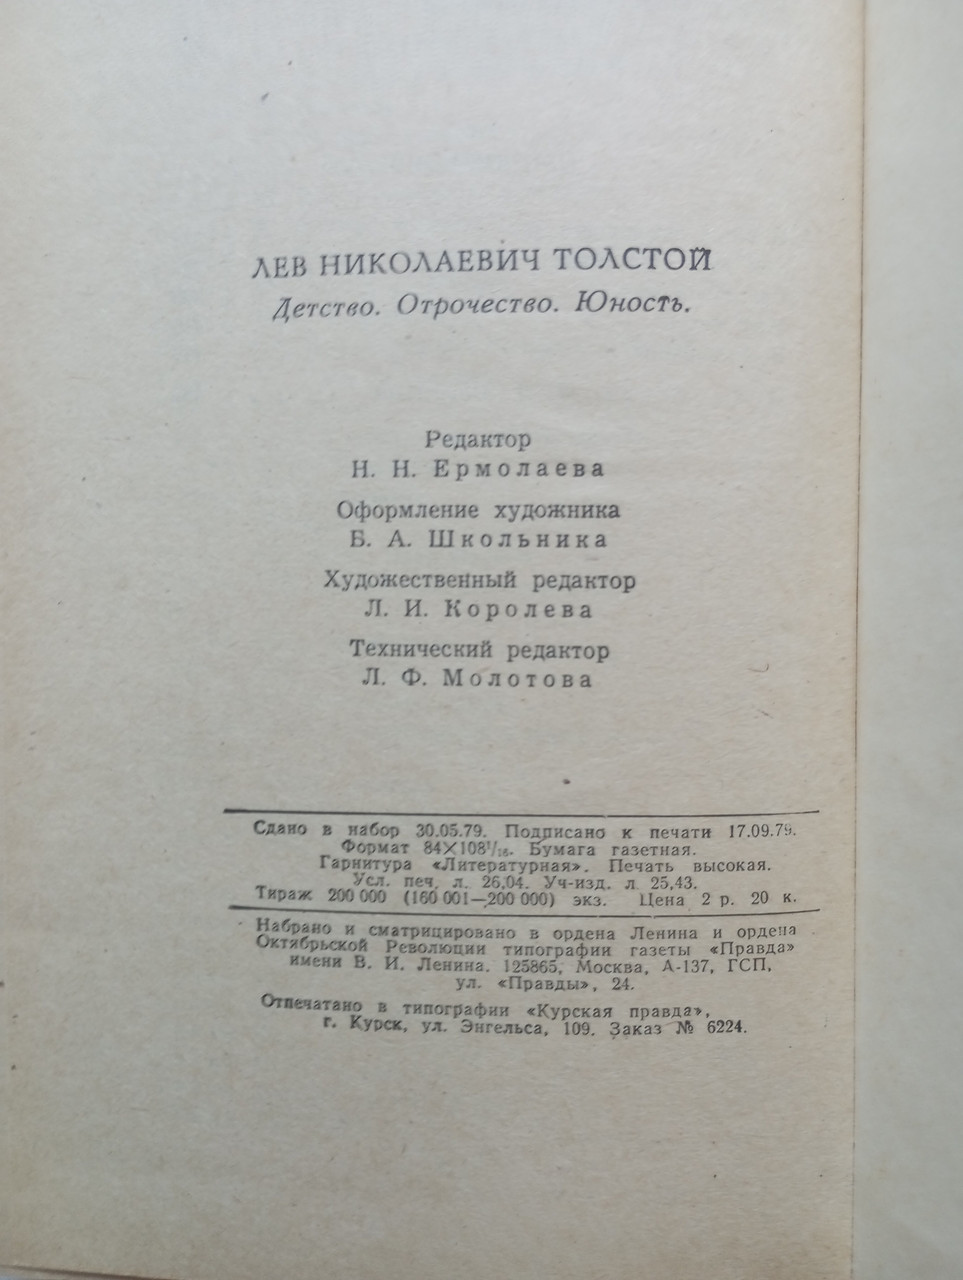 ЛЕВ НИКОЛАЕВИЧ ТОЛСТОЙ
Детство. Отрочество. Юность.
Редактор
Н. Н. Ермолаева
Оформление художника
Б. А. Школьника
Художественный редактор
Л. И. Королева
Технический редактор
Л. Ф. Молотова
Сдано в набор 30.05.79. Подписано к печати 17.09.79.
Формат 84×108¹/₁₆. Бумага газетная.
Гарнитура «Литературная». Печать высокая.
Усл. печ. л. 26,04. Уч-изд. л 25,43.
Тираж 200 000 (160 001—200 000) экз. Цена 2 р. 20 к.
Набрано и сматрицировано в ордена Ленина и ордена
Октябрьской Революции типографии газеты «Правда»
имени В. И. Ленина. 125865, Москва, А-137, ГСП,
ул. «Правды», 24.
Отпечатано в типографии «Курская правда»,
г. Курск, ул. Энгельса, 109. Заказ № 6224.